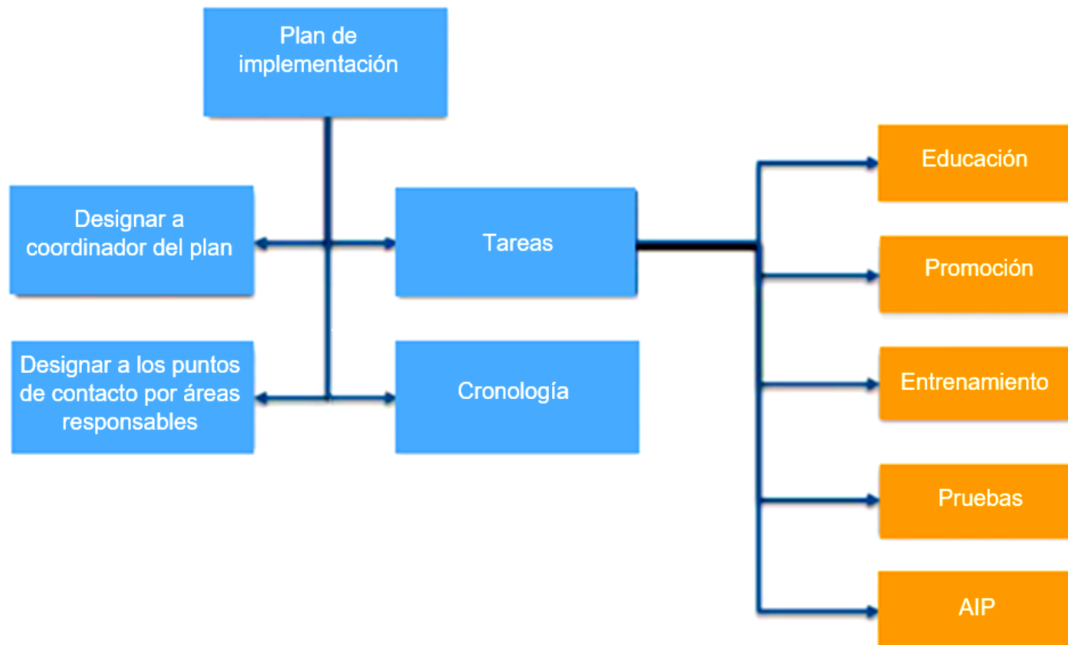 Plan de
implementación
Designar a
coordinador del plan
Tareas
Designar a los puntos
de contacto por áreas
responsables
Cronología
Educación
Promoción
Entrenamiento
Pruebas
AIP